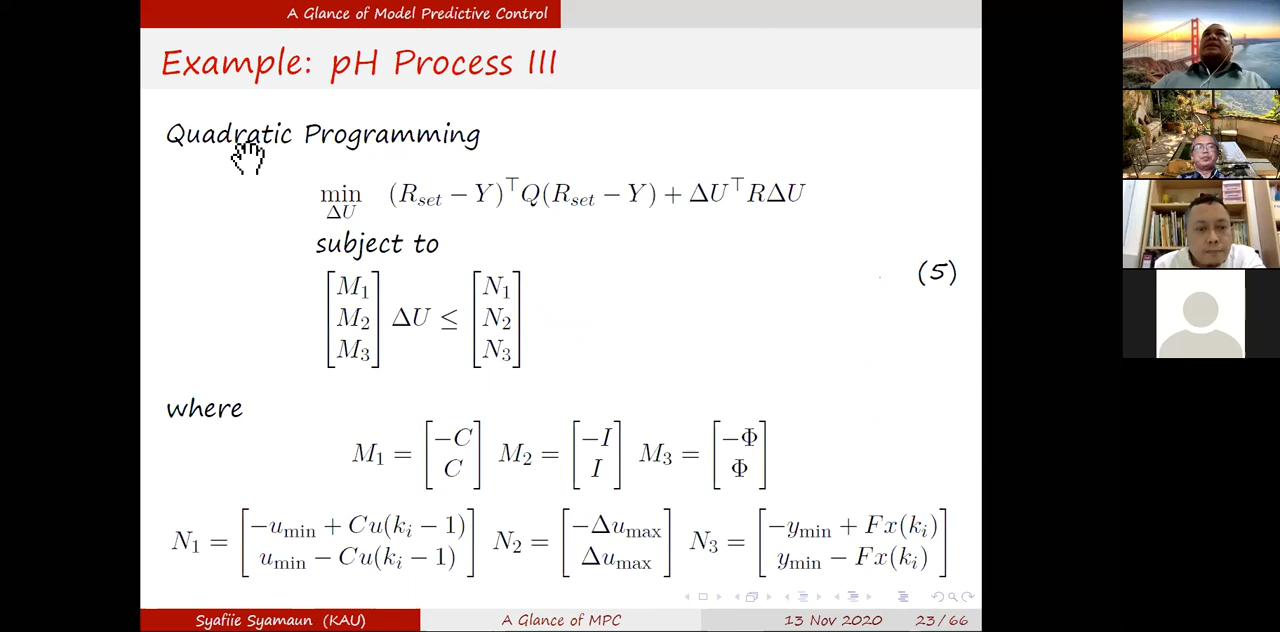 A Glance of Model Predictive Control
Example: pH Process III
Quadratic Programming
min (R_set − Y)^⊤ Q(R_set − Y) + ΔU^⊤ RΔU
ΔU
subject to
[M₁ M₂ M₃] ΔU ≤ [N₁ N₂ N₃] (5)
where
M₁ = [−C C] M₂ = [−I I] M₃ = [−Φ Φ]
N₁ = [−u_min + Cu(k_i − 1) u_min − Cu(k_i − 1)] N₂ = [−Δu_max Δu_max] N₃ = [−y_min + Fx(k_i) y_min − Fx(k_i)]
Syafiie Syamaun (KAU) A Glance of MPC 13 Nov 2020 23 / 66